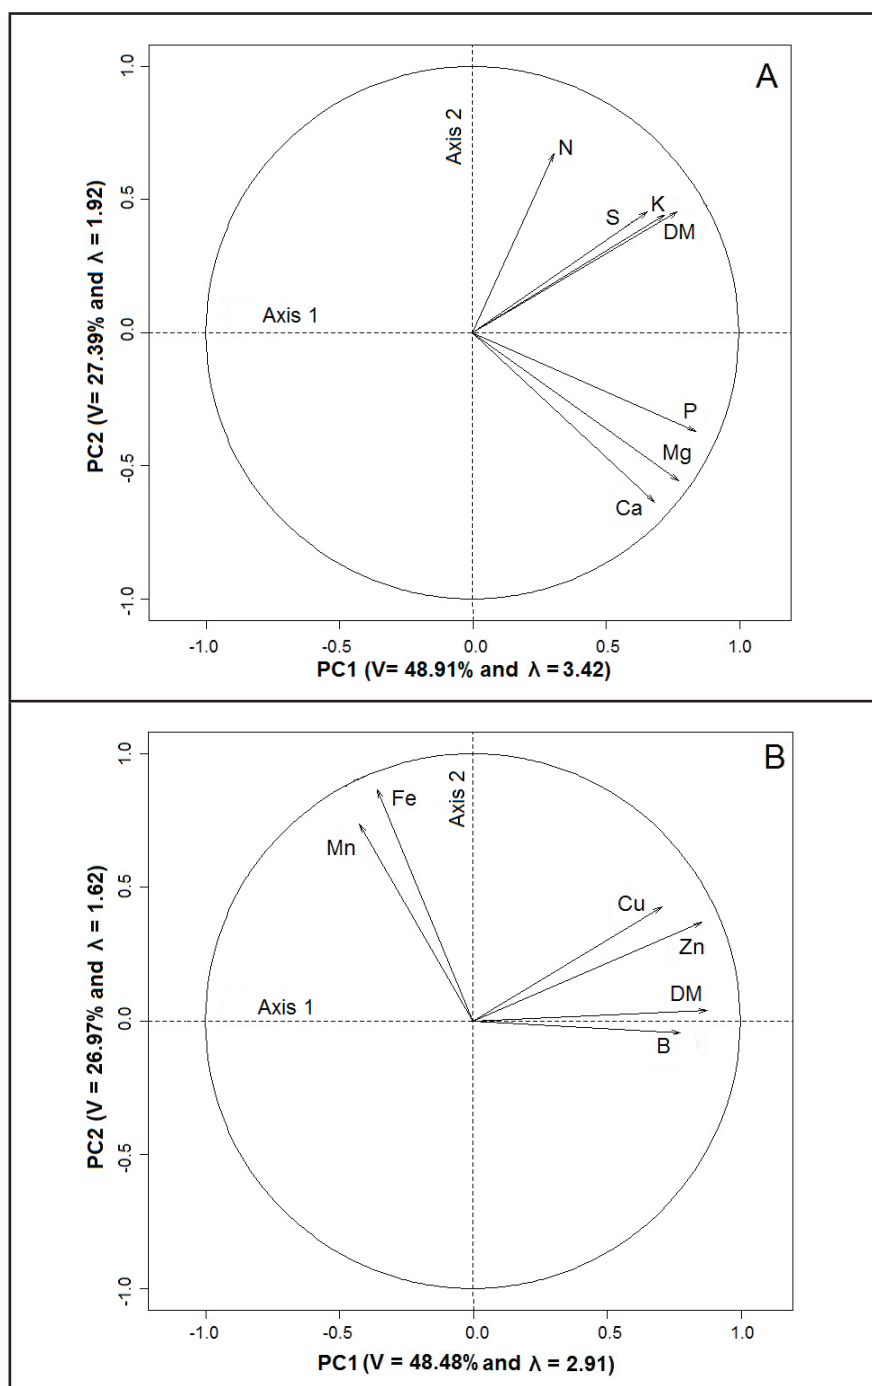 A
1.0
Axis 2
N
0.5
S
K
DM
PC2 (V= 27.39% and λ = 1.92)
Axis 1
0.0
P
Mg
-0.5
Ca
-1.0
-1.0 -0.5 0.0 0.5 1.0
PC1 (V= 48.91% and λ = 3.42)
B
1.0
Axis 2
Fe
Mn
0.5
Cu
Zn
DM
PC2 (V = 26.97% and λ = 1.62)
Axis 1
0.0
B
-0.5
-1.0
-1.0 -0.5 0.0 0.5 1.0
PC1 (V = 48.48% and λ = 2.91)